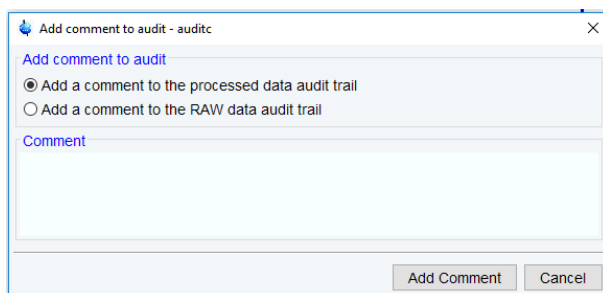 Add comment to audit - auditc
Add comment to audit
Add a comment to the processed data audit trail
Add a comment to the RAW data audit trail
Comment
Add Comment Cancel